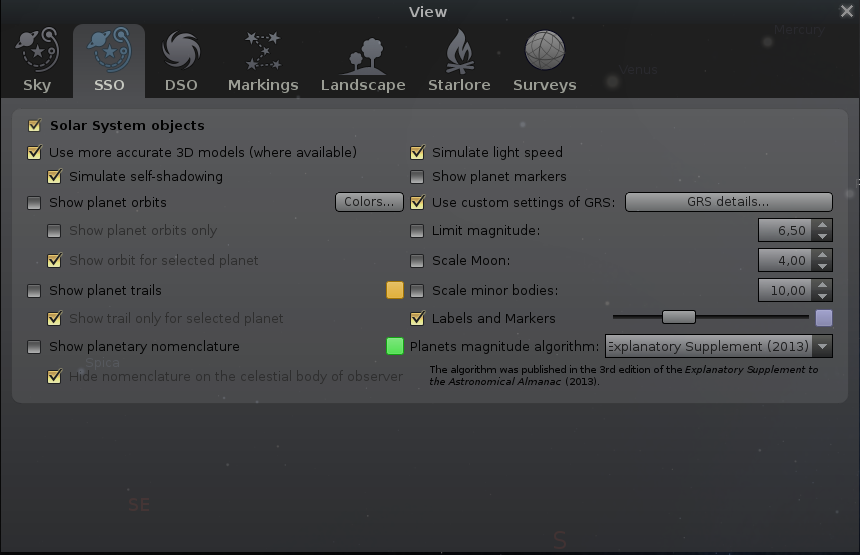 View
Mercury
Venus
Sky
SSO
DSO
Markings
Landscape
Starlore
Surveys
Solar System objects
Use more accurate 3D models (where available)
Simulate light speed
Simulate self-shadowing
Show planet markers
Show planet orbits
Colors...
Use custom settings of GRS:
GRS details...
Show planet orbits only
Limit magnitude:
6,50
Show orbit for selected planet
Scale Moon:
4,00
Show planet trails
Scale minor bodies:
10,00
Show trail only for selected planet
Labels and Markers
Show planetary nomenclature
Planets magnitude algorithm:
Explanatory Supplement (2013)
Spica
Hide nomenclature on the celestial body of observer
The algorithm was published in the 3rd edition of the Explanatory Supplement to
the Astronomical Almanac (2013).
SE
S